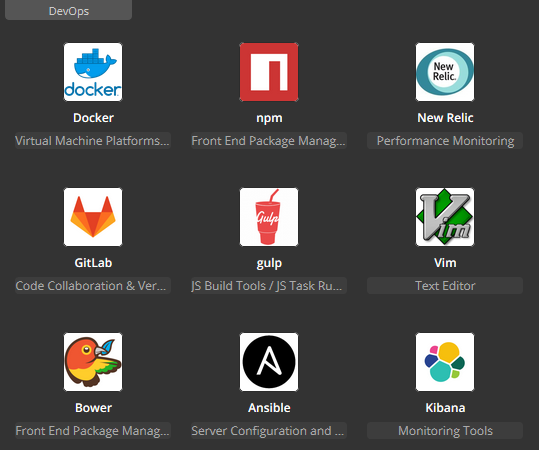 DevOps
docker
New Relic.
Docker
npm
New Relic
Virtual Machine Platforms...
Front End Package Manag...
Performance Monitoring
Gulp
Vim
GitLab
gulp
Vim
Code Collaboration & Ver...
JS Build Tools / JS Task Ru...
Text Editor
Bower
Ansible
Kibana
Front End Package Manag...
Server Configuration and ...
Monitoring Tools